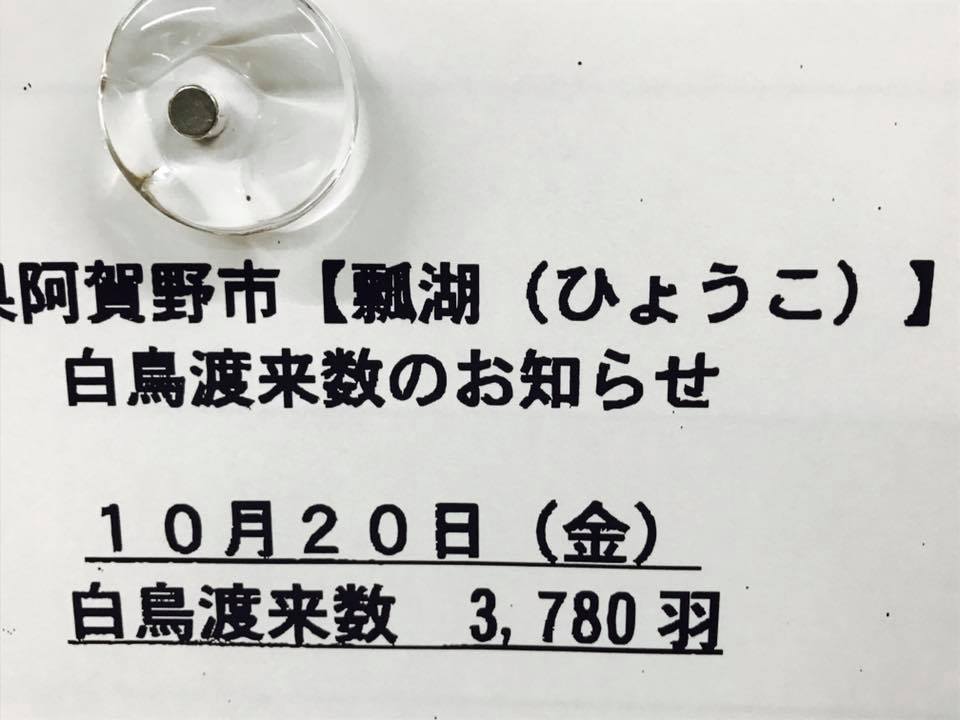 阿賀野市【瓢湖（ひょうこ）】
白鳥渡来数のお知らせ
１０月２０日（金）
白鳥渡来数　3,780羽